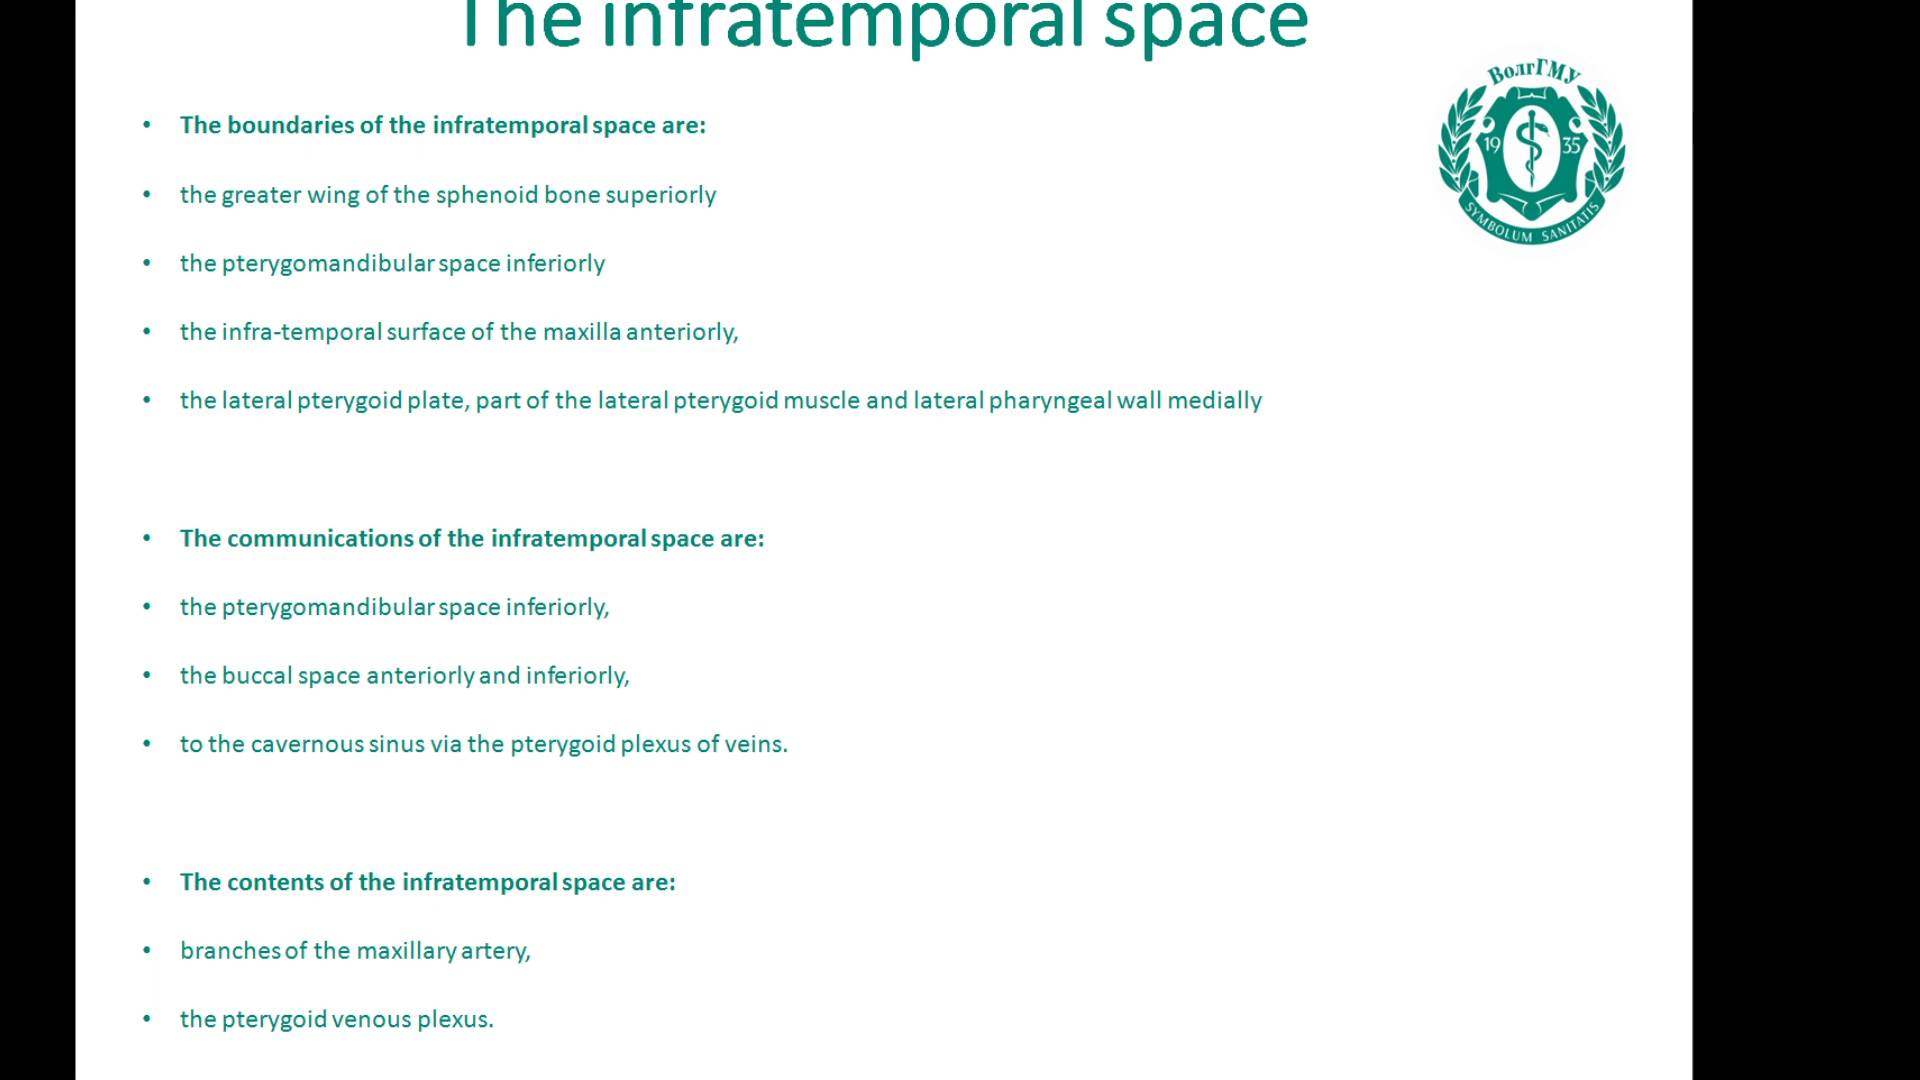 The infratemporal space
ВолгГМУ
19 35
SYMBOLUM SANITATIS
• The boundaries of the infratemporal space are:
• the greater wing of the sphenoid bone superiorly
• the pterygomandibular space inferiorly
• the infra-temporal surface of the maxilla anteriorly,
• the lateral pterygoid plate, part of the lateral pterygoid muscle and lateral pharyngeal wall medially
• The communications of the infratemporal space are:
• the pterygomandibular space inferiorly,
• the buccal space anteriorly and inferiorly,
• to the cavernous sinus via the pterygoid plexus of veins.
• The contents of the infratemporal space are:
• branches of the maxillary artery,
• the pterygoid venous plexus.